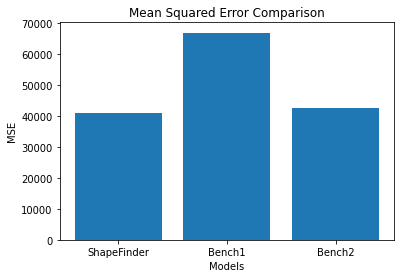 Mean Squared Error Comparison
70000
60000
50000
40000
30000
20000
10000
0
MSE
ShapeFinder
Bench1
Bench2
Models